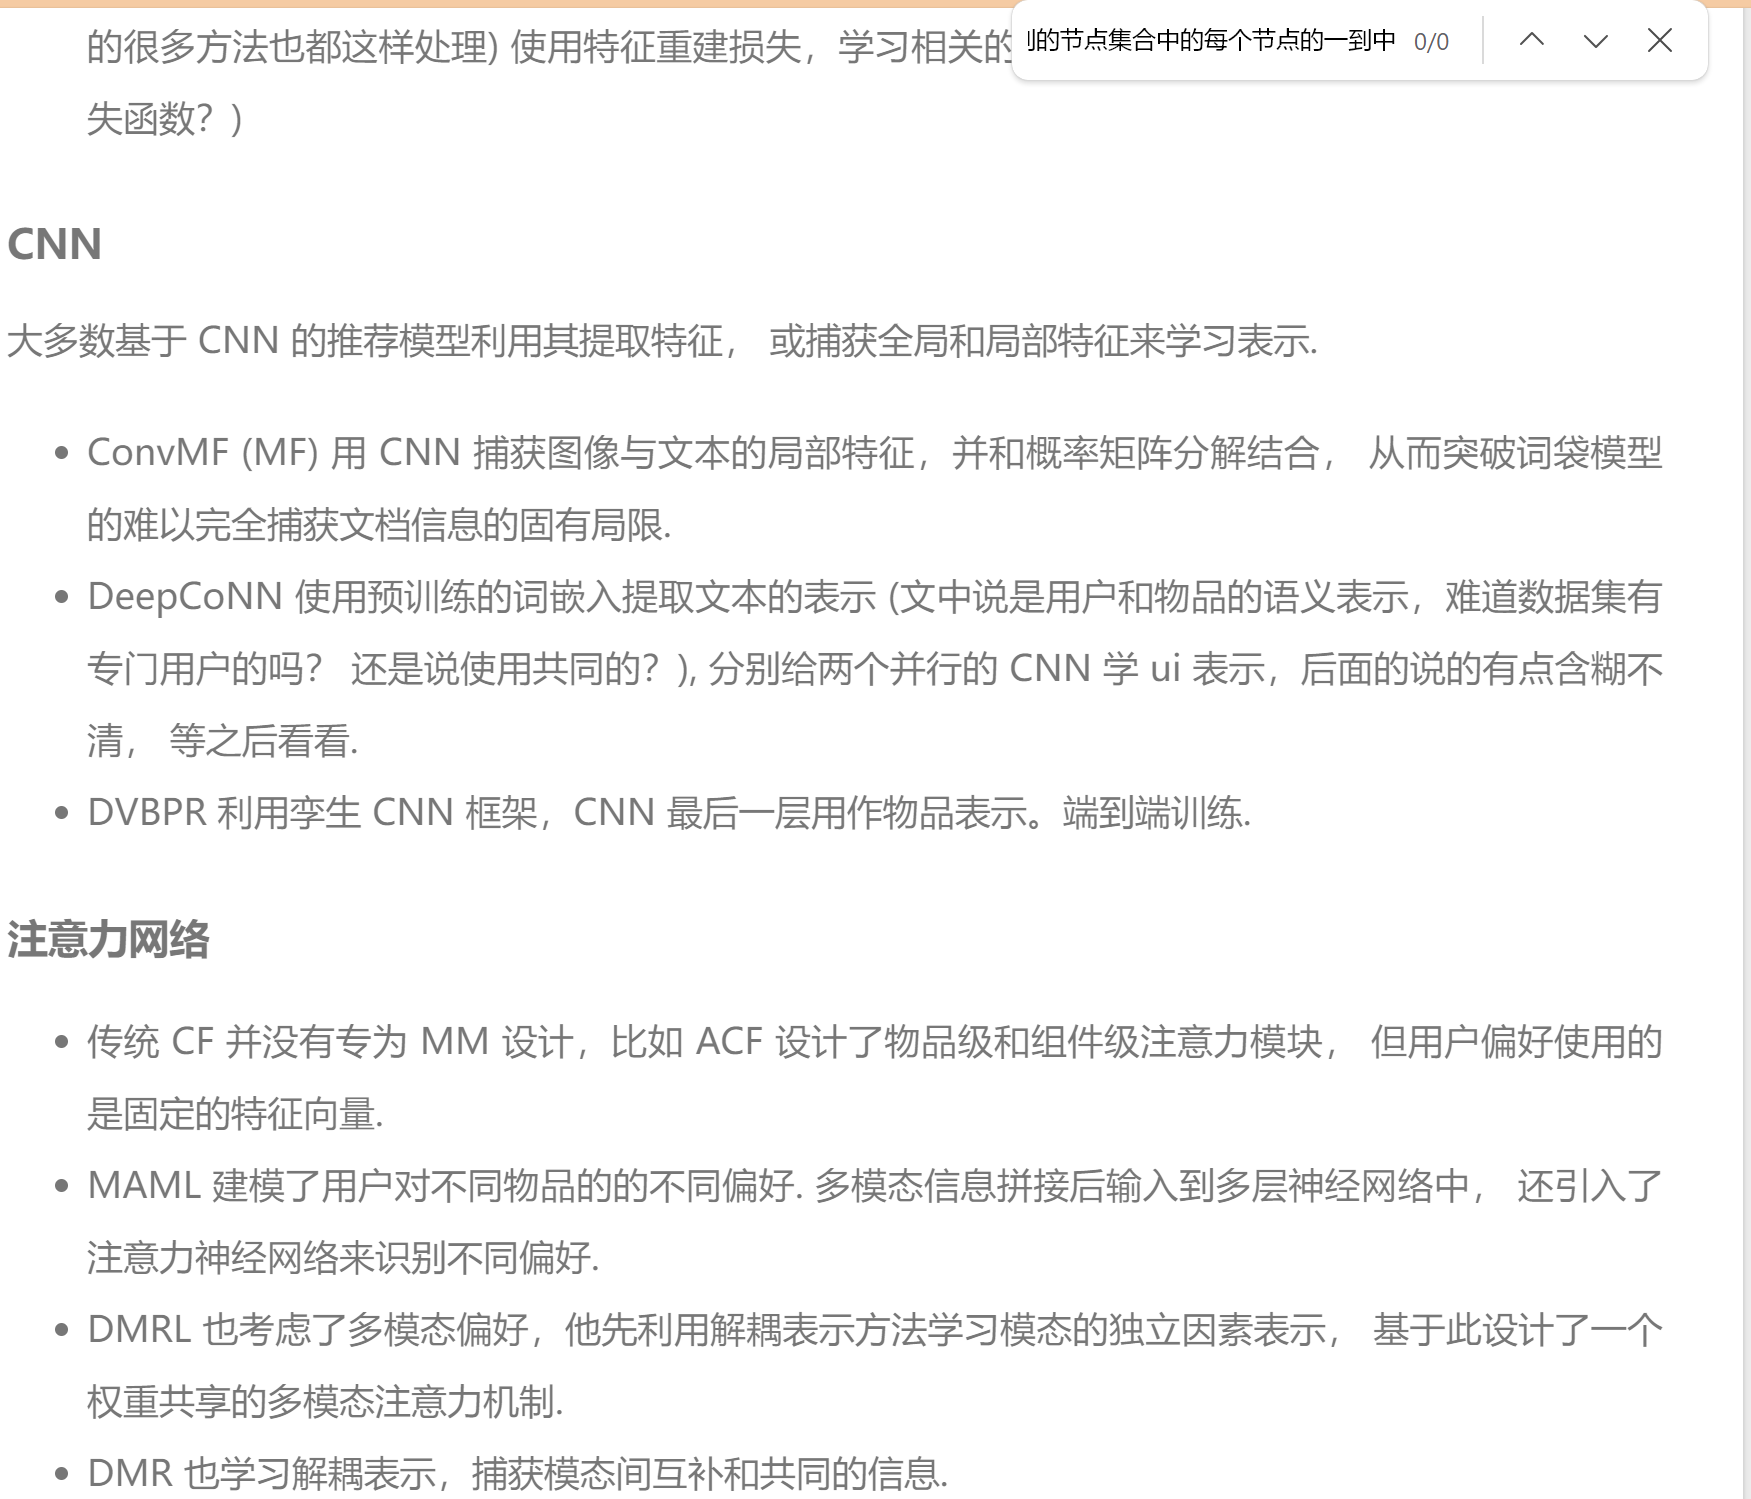 的很多方法也都这样处理) 使用特征重建损失，学习相关的
的节点集合中的每个节点的一到中 0/0
失函数？)
CNN
大多数基于 CNN 的推荐模型利用其提取特征， 或捕获全局和局部特征来学习表示.
ConvMF (MF) 用 CNN 捕获图像与文本的局部特征，并和概率矩阵分解结合， 从而突破词袋模型
的难以完全捕获文档信息的固有局限.
DeepCoNN 使用预训练的词嵌入提取文本的表示 (文中说是用户和物品的语义表示，难道数据集有
专门用户的吗？ 还是说使用共同的？), 分别给两个并行的 CNN 学 ui 表示，后面的说的有点含糊不
清， 等之后看看.
DVBPR 利用孪生 CNN 框架，CNN 最后一层用作物品表示。端到端训练.
注意力网络
传统 CF 并没有专为 MM 设计，比如 ACF 设计了物品级和组件级注意力模块， 但用户偏好使用的
是固定的特征向量.
MAML 建模了用户对不同物品的的不同偏好. 多模态信息拼接后输入到多层神经网络中， 还引入了
注意力神经网络来识别不同偏好.
DMRL 也考虑了多模态偏好，他先利用解耦表示方法学习模态的独立因素表示， 基于此设计了一个
权重共享的多模态注意力机制.
DMR 也学习解耦表示，捕获模态间互补和共同的信息.